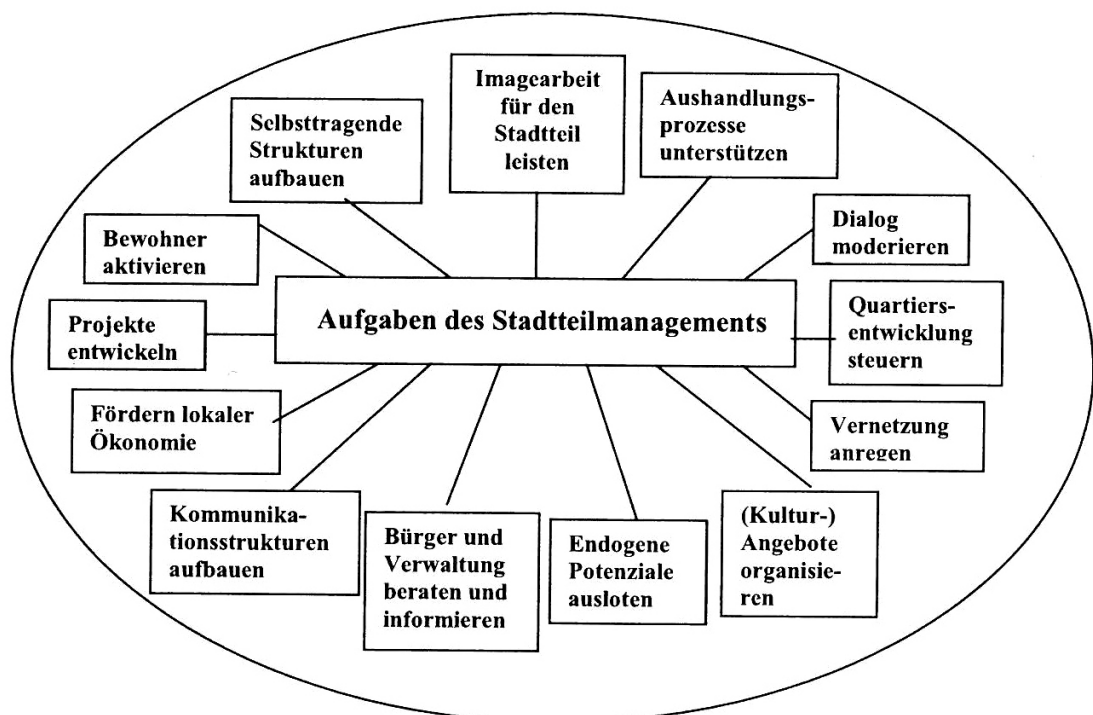 Imagearbeit
für den
Stadtteil
leisten
Aushandlungs-
prozesse
unterstützen
Selbsttragende
Strukturen
aufbauen
Dialog
moderieren
Bewohner
aktivieren
Aufgaben des Stadtteilmanagements
Quartiers-
entwicklung
steuern
Projekte
entwickeln
Fördern lokaler
Ökonomie
Vernetzung
anregen
Kommunika-
tionsstrukturen
aufbauen
Bürger und
Verwaltung
beraten und
informieren
Endogene
Potenziale
ausloten
(Kultur-)
Angebote
organisie-
ren